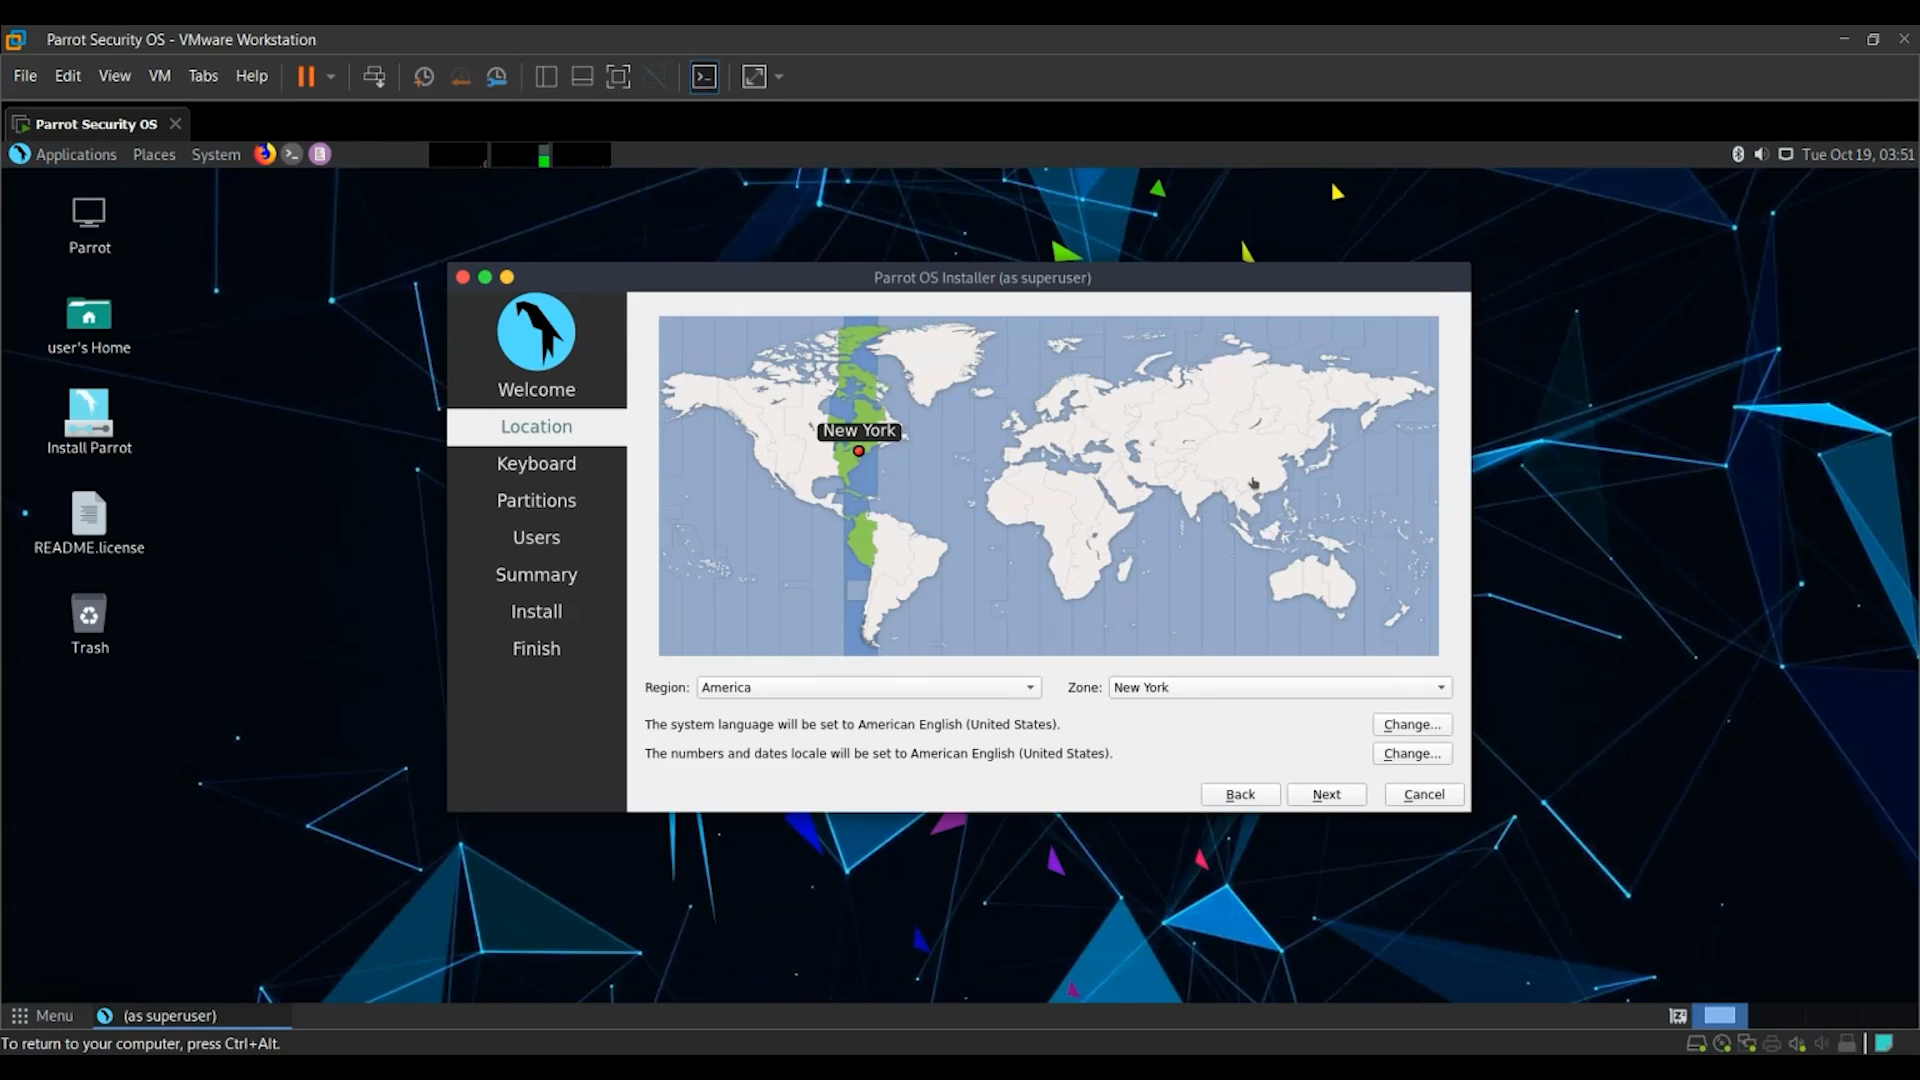 Parrot Security OS - VMware Workstation
File Edit View VM Tabs Help
Parrot Security OS
Applications Places System Tue Oct 19, 03:51
Parrot
user's Home
Install Parrot
README.license
Trash
Parrot OS Installer (as superuser)
Welcome
Location
Keyboard
Partitions
Users
Summary
Install
Finish
New York
Region: America Zone: New York
The system language will be set to American English (United States). Change...
The numbers and dates locale will be set to American English (United States). Change...
Back Next Cancel
Menu (as superuser)
To return to your computer, press Ctrl+Alt.